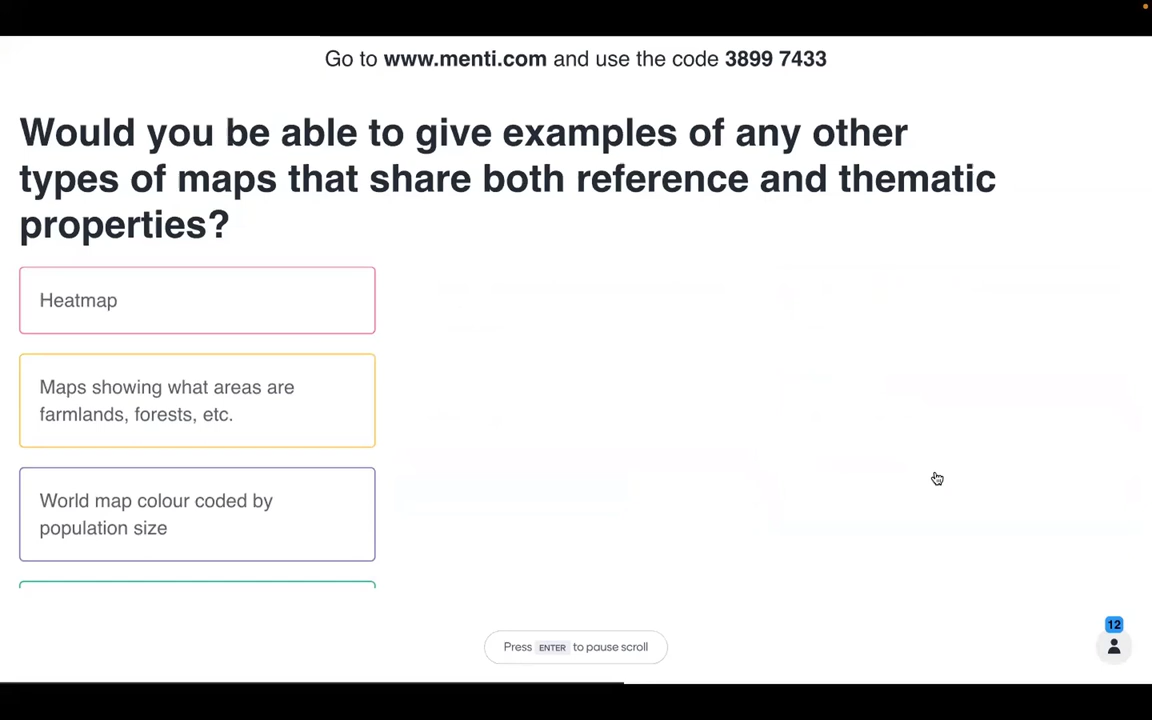 Go to www.menti.com and use the code 3899 7433
Would you be able to give examples of any other
types of maps that share both reference and thematic
properties?
Heatmap
Maps showing what areas are
farmlands, forests, etc.
World map colour coded by
population size
Press ENTER to pause scroll
12